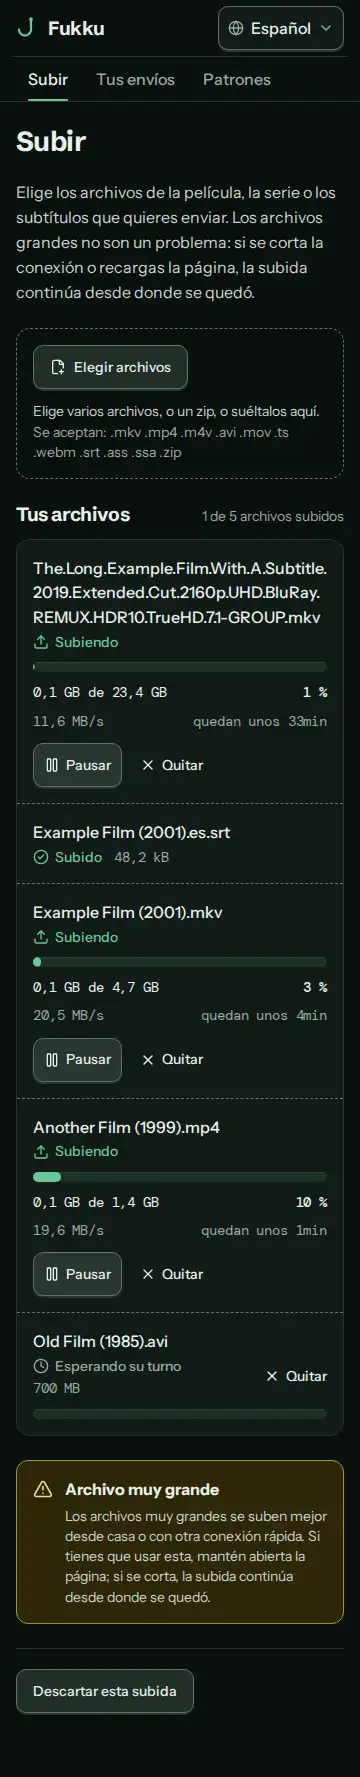 Fukku
Español
Subir
Tus envíos
Patrones
Subir
Elige los archivos de la película, la serie o los
subtítulos que quieres enviar. Los archivos
grandes no son un problema: si se corta la
conexión o recargas la página, la subida
continúa desde donde se quedó.
Elegir archivos
Elige varios archivos, o un zip, o suéltalos aquí.
Se aceptan: .mkv .mp4 .m4v .avi .mov .ts
.webm .srt .ass .ssa .zip
Tus archivos
1 de 5 archivos subidos
The.Long.Example.Film.With.A.Subtitle.
2019.Extended.Cut.2160p.UHD.BluRay.
REMUX.HDR10.TrueHD.7.1-GROUP.mkv
Subiendo
0,1 GB de 23,4 GB
1 %
11,6 MB/s
quedan unos 33min
Pausar
Quitar
Example Film (2001).es.srt
Subido
48,2 kB
Example Film (2001).mkv
Subiendo
0,1 GB de 4,7 GB
3 %
20,5 MB/s
quedan unos 4min
Pausar
Quitar
Another Film (1999).mp4
Subiendo
0,1 GB de 1,4 GB
10 %
19,6 MB/s
quedan unos 1min
Pausar
Quitar
Old Film (1985).avi
Esperando su turno
700 MB
Quitar
Archivo muy grande
Los archivos muy grandes se suben mejor
desde casa o con otra conexión rápida. Si
tienes que usar esta, mantén abierta la
página; si se corta, la subida continúa
desde donde se quedó.
Descartar esta subida